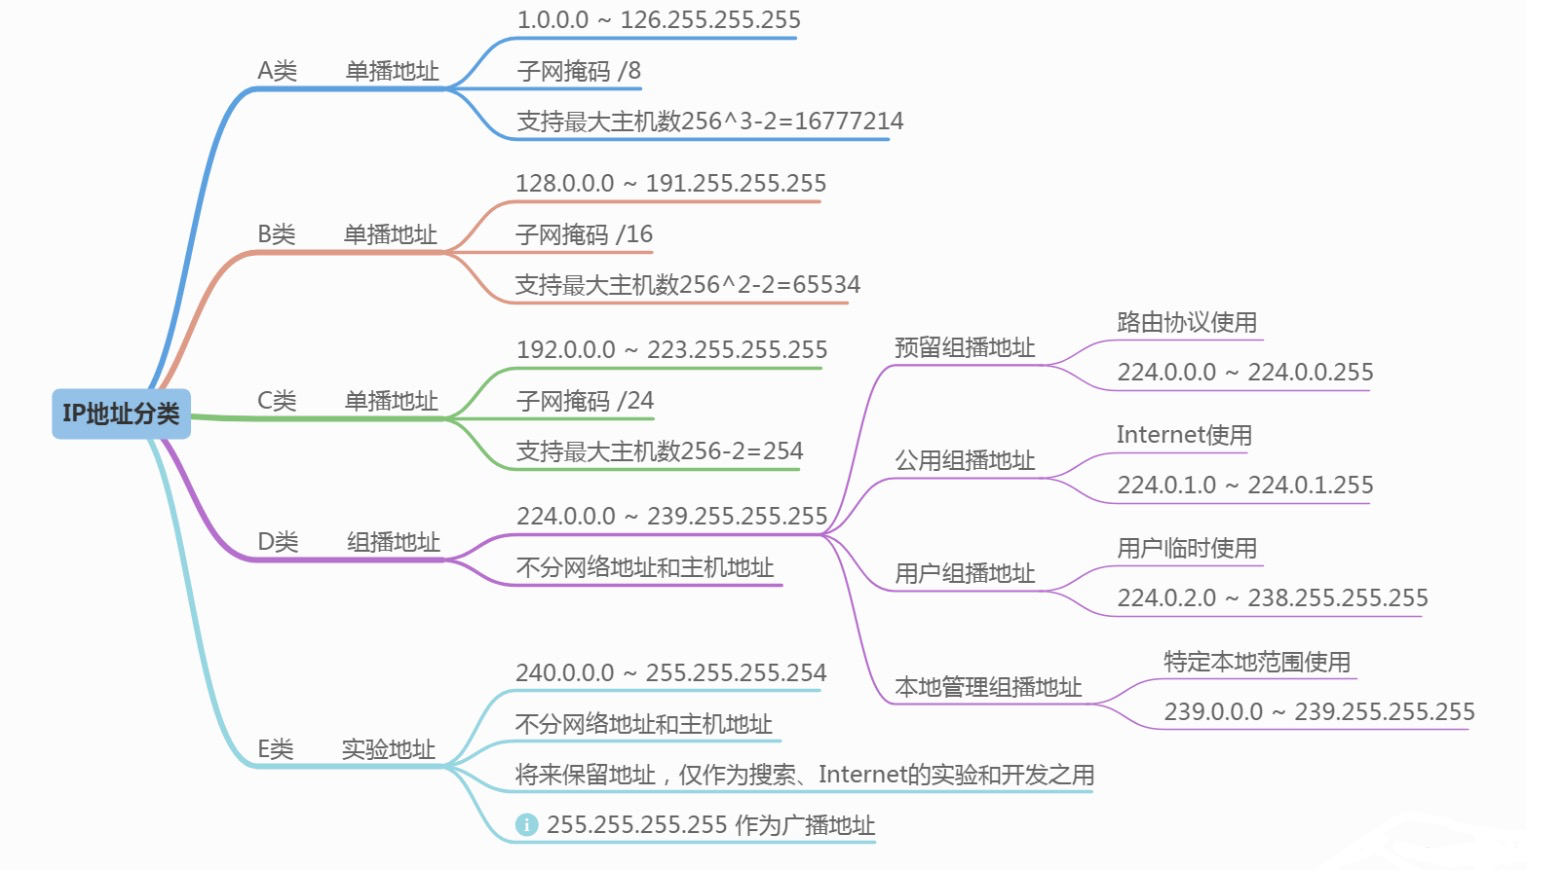 IP地址分类
A类 单播地址
1.0.0.0 ~ 126.255.255.255
子网掩码 /8
支持最大主机数256^3-2=16777214
B类 单播地址
128.0.0.0 ~ 191.255.255.255
子网掩码 /16
支持最大主机数256^2-2=65534
C类 单播地址
192.0.0.0 ~ 223.255.255.255
子网掩码 /24
支持最大主机数256-2=254
D类 组播地址
224.0.0.0 ~ 239.255.255.255
预留组播地址
路由协议使用
224.0.0.0 ~ 224.0.0.255
公用组播地址
Internet使用
224.0.1.0 ~ 224.0.1.255
用户组播地址
用户临时使用
224.0.2.0 ~ 238.255.255.255
本地管理组播地址
特定本地范围使用
239.0.0.0 ~ 239.255.255.255
不分网络地址和主机地址
E类 实验地址
240.0.0.0 ~ 255.255.255.254
不分网络地址和主机地址
将来保留地址，仅作为搜索、Internet的实验和开发之用
i 255.255.255.255 作为广播地址